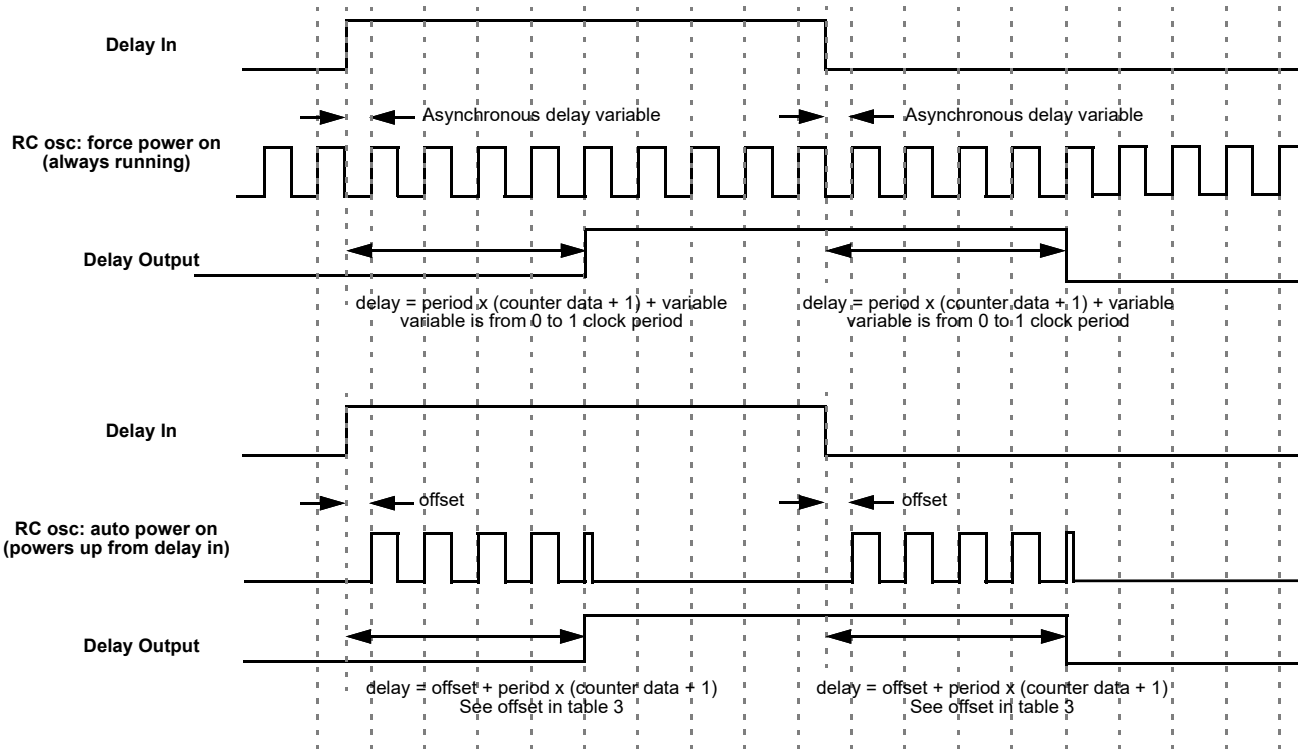 Delay In
Asynchronous delay variable
Asynchronous delay variable
RC osc: force power on
(always running)
Delay Output
delay = period x (counter data + 1) + variable
variable is from 0 to 1 clock period
delay = period x (counter data + 1) + variable
variable is from 0 to 1 clock period
Delay In
offset
offset
RC osc: auto power on
(powers up from delay in)
Delay Output
delay = offset + period x (counter data + 1)
See offset in table 3
delay = offset + period x (counter data + 1)
See offset in table 3